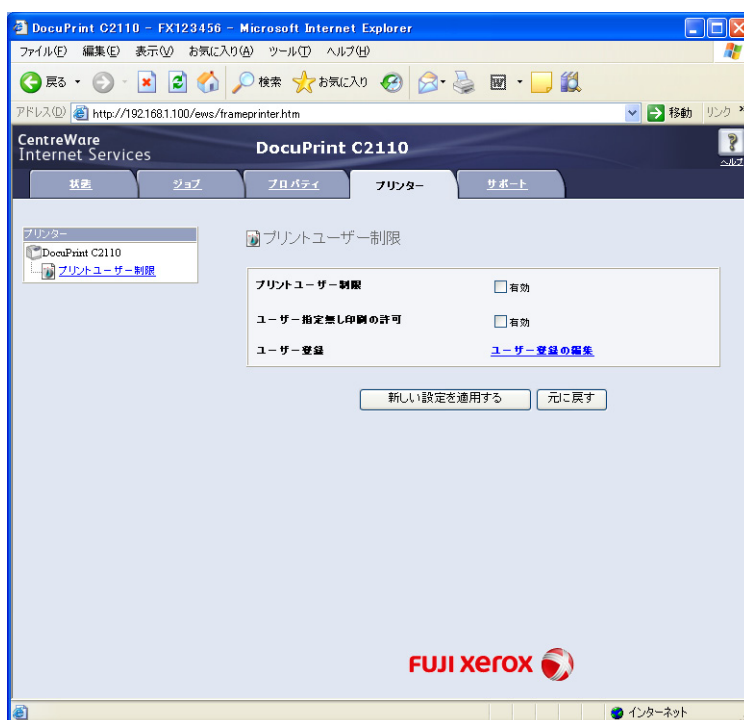 DocuPrint C2110 - FX123456 - Microsoft Internet Explorer
ファイル(F) 編集(E) 表示(V) お気に入り(A) ツール(T) ヘルプ(H)
戻る 検索 お気に入り
アドレス(D) http://192.168.1.100/ews/frameprinter.htm 移動 リンク »
CentreWare
Internet Services
DocuPrint C2110
ヘルプ
状態 ジョブ プロパティ プリンター サポート
プリンター
DocuPrint C2110
プリントユーザー制限
プリントユーザー制限
プリントユーザー制限 有効
ユーザー指定無し印刷の許可 有効
ユーザー登録 ユーザー登録の編集
新しい設定を適用する 元に戻す
FUJI xerox
インターネット